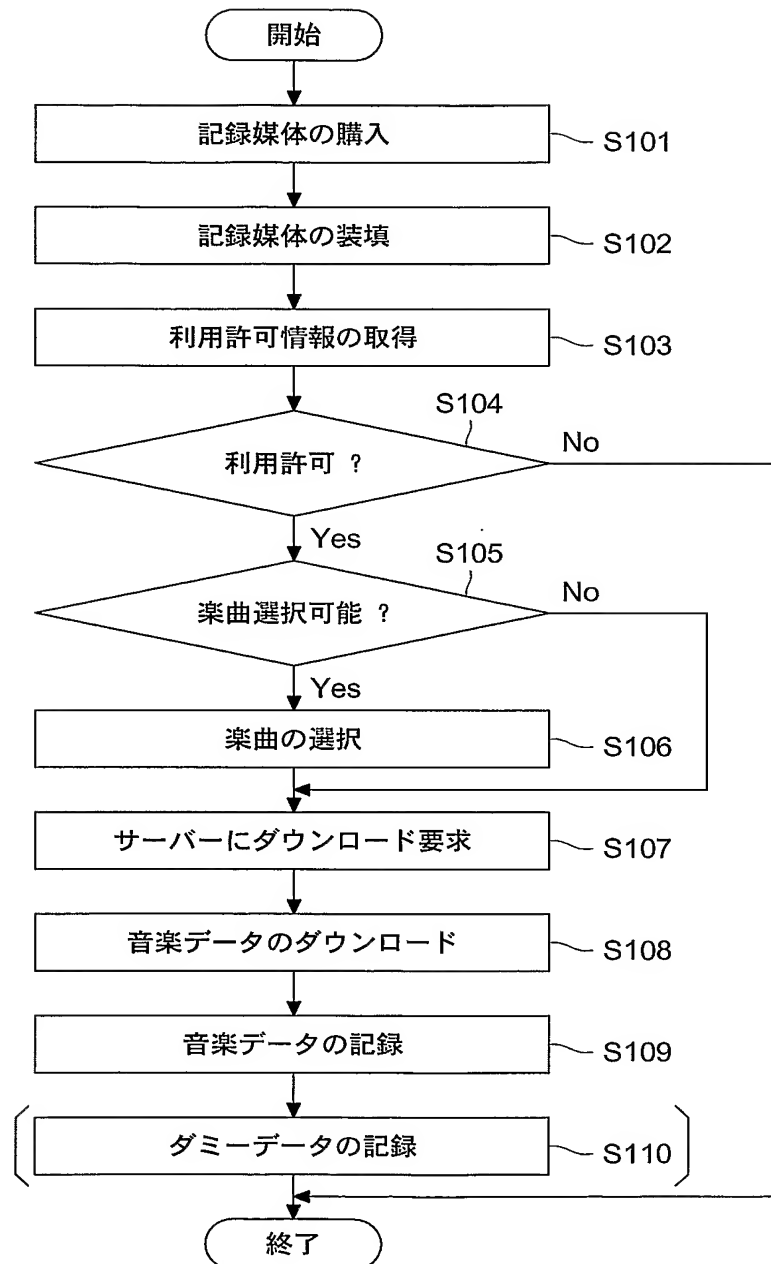 開始
記録媒体の購入
S101
記録媒体の装填
S102
利用許可情報の取得
S103
S104
利用許可 ?
No
Yes
S105
楽曲選択可能 ?
No
Yes
楽曲の選択
S106
サーバーにダウンロード要求
S107
音楽データのダウンロード
S108
音楽データの記録
S109
ダミーデータの記録
S110
終了